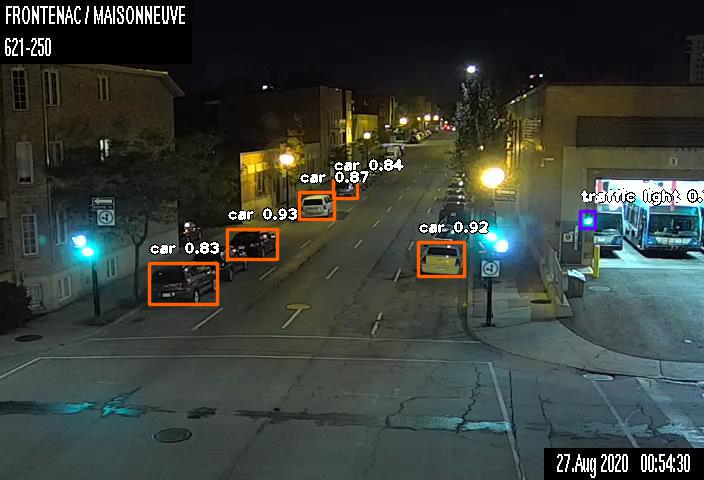 FRONTENAC / MAISONNEUVE
621-250
car 0.84
car 0.87
traffic light 0.
car 0.93
car 0.92
car 0.83
27.Aug 2020 00:54:30